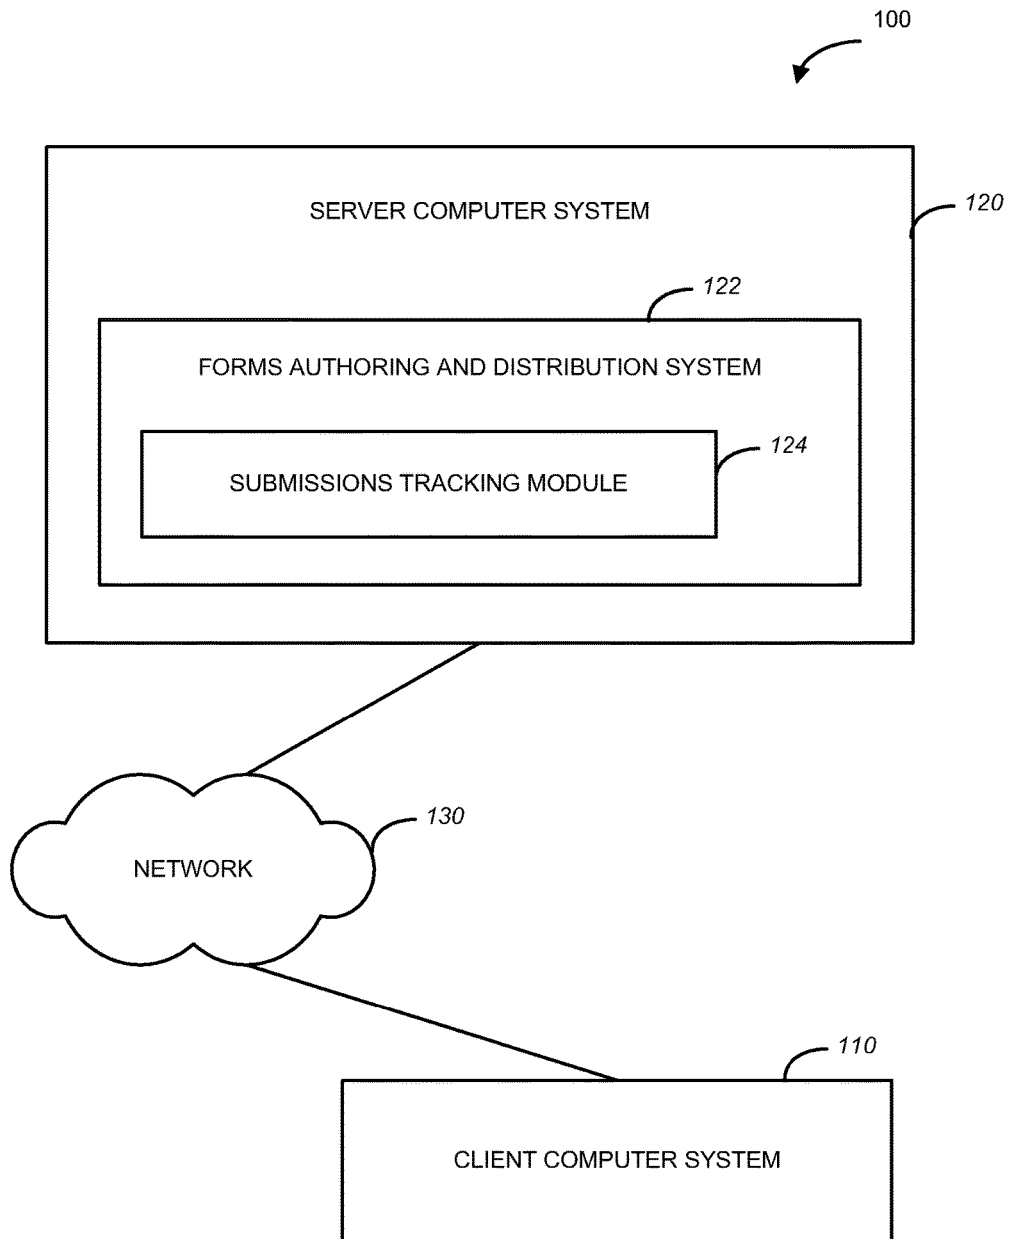 100
SERVER COMPUTER SYSTEM
120
122
FORMS AUTHORING AND DISTRIBUTION SYSTEM
124
SUBMISSIONS TRACKING MODULE
130
NETWORK
110
CLIENT COMPUTER SYSTEM